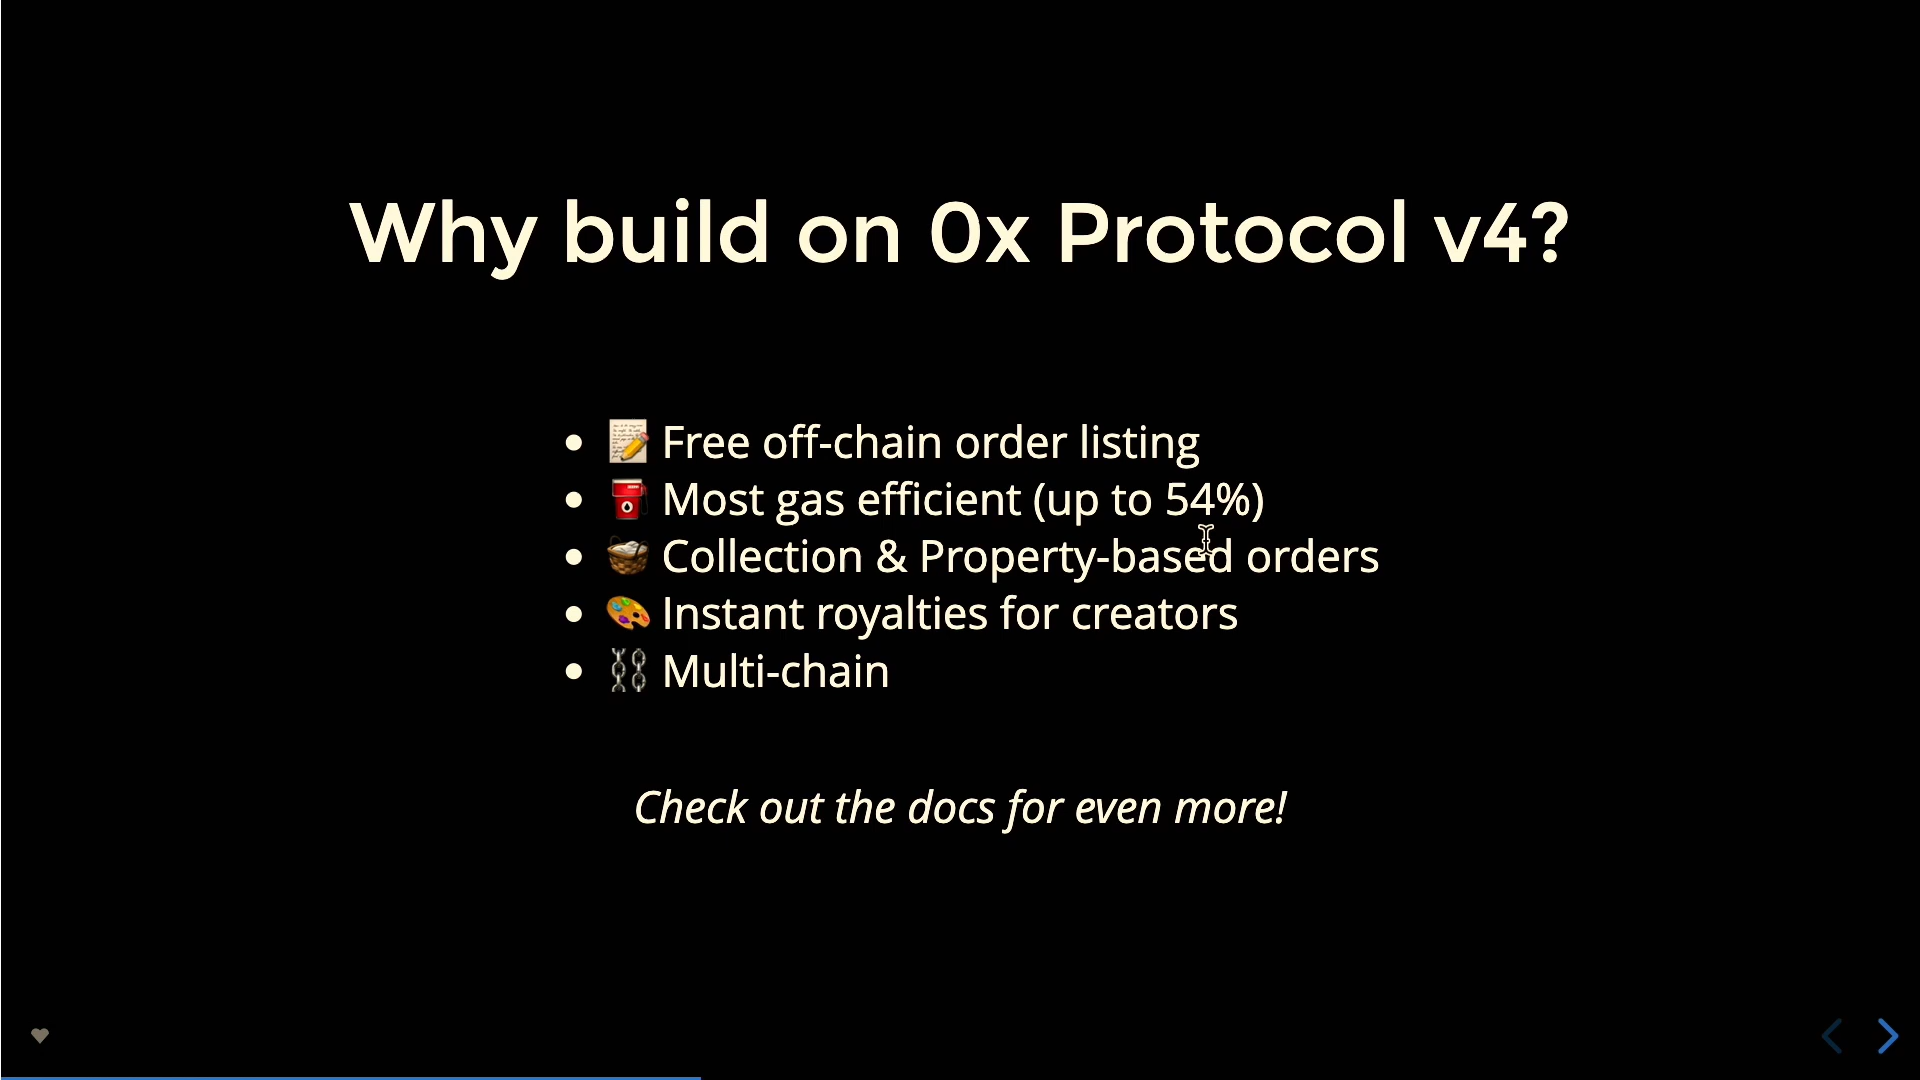 Why build on 0x Protocol v4?
• 📝 Free off-chain order listing
• ⛽ Most gas efficient (up to 54%)
• 🧺 Collection & Property-based orders
• 🎨 Instant royalties for creators
• ⛓ Multi-chain
Check out the docs for even more!